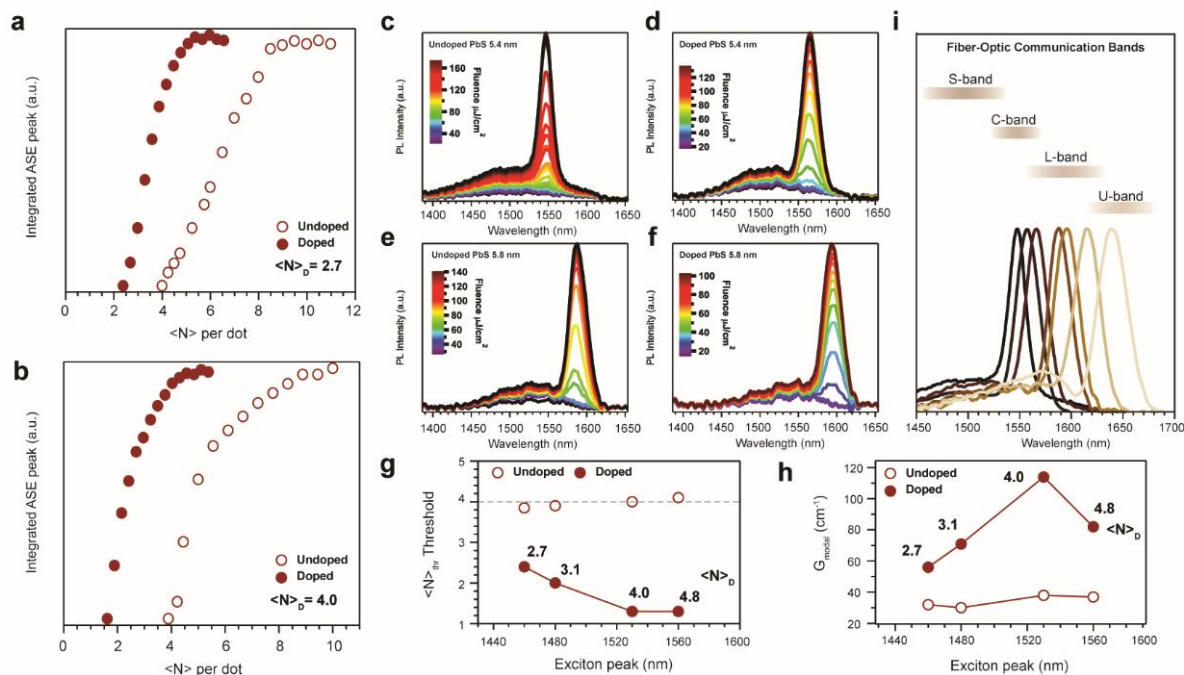 a
Integrated ASE peak (a.u.)
Undoped
Doped
<N>D= 2.7
0 2 4 6 8 10 12
<N> per dot
b
Integrated ASE peak (a.u.)
Undoped
Doped
<N>D= 4.0
0 2 4 6 8 10
<N> per dot
c
Undoped PbS 5.4 nm
160
120
80
40
Fluence μJ/cm2
PL Intensity (a.u.)
1400 1450 1500 1550 1600 1650
Wavelength (nm)
d
Doped PbS 5.4 nm
120
100
80
60
40
20
Fluence μJ/cm2
PL Intensity (a.u.)
1400 1450 1500 1550 1600 1650
Wavelength (nm)
e
Undoped PbS 5.8 nm
140
120
100
80
60
40
Fluence μJ/cm2
PL Intensity (a.u.)
1400 1450 1500 1550 1600 1650
Wavelength (nm)
f
Doped PbS 5.8 nm
100
80
60
40
20
Fluence μJ/cm2
PL Intensity (a.u.)
1400 1450 1500 1550 1600 1650
Wavelength (nm)
g
Undoped
Doped
5
4
3
2
1
<N>thr Threshold
2.7
3.1
4.0
4.8
<N>D
1440 1480 1520 1560 1600
Exciton peak (nm)
h
Undoped
Doped
120
100
80
60
40
20
Gmodal (cm-1)
2.7
3.1
4.0
4.8
<N>D
1440 1480 1520 1560 1600
Exciton peak (nm)
i
Fiber-Optic Communication Bands
S-band
C-band
L-band
U-band
1450 1500 1550 1600 1650 1700
Wavelength (nm)